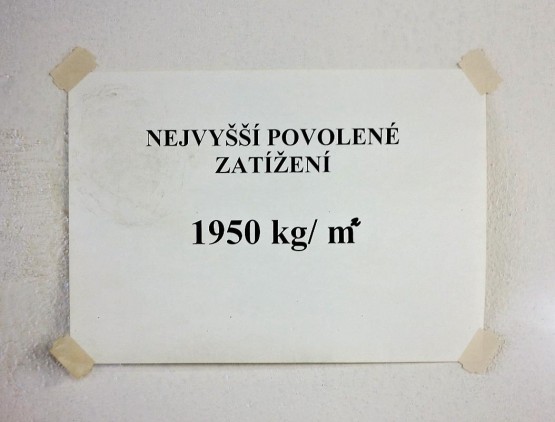 NEJVYŠŠÍ POVOLENÉ
ZATÍŽENÍ
1950 kg/ m²